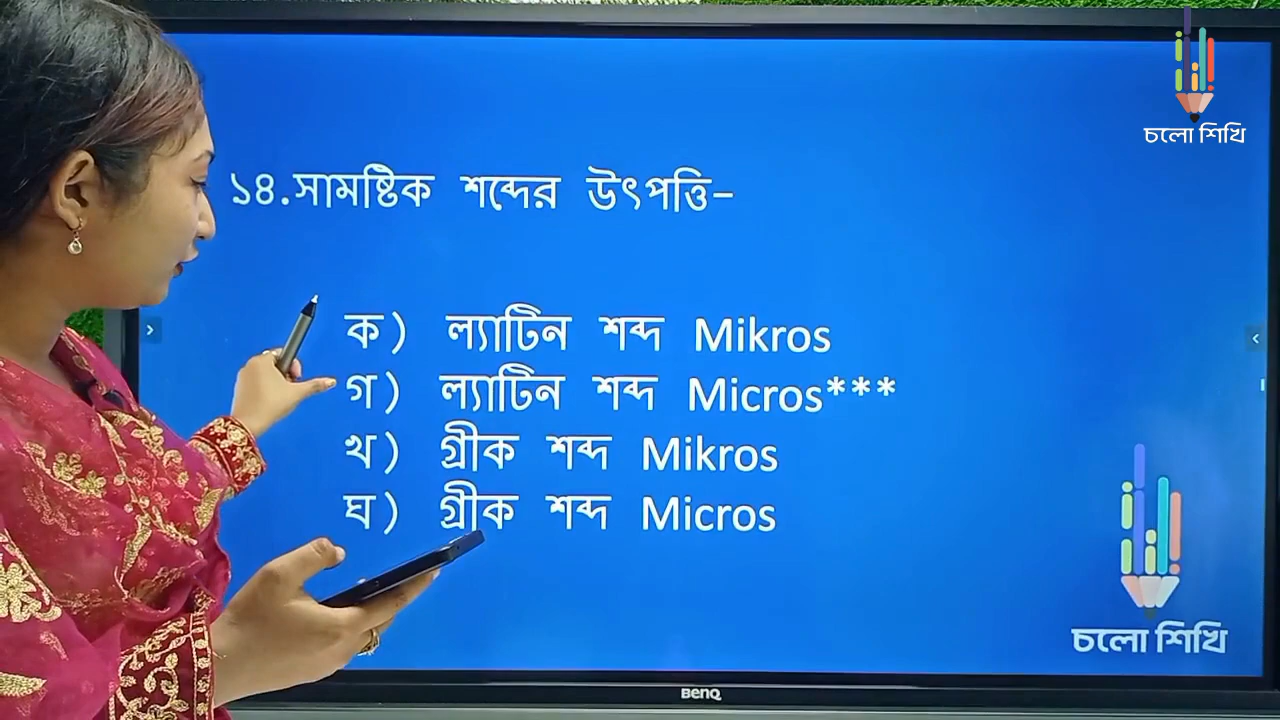 চলো শিখি
১৪.সামষ্টিক শব্দের উৎপত্তি-
ক) ল্যাটিন শব্দ Mikros
গ) ল্যাটিন শব্দ Micros***
খ) গ্রীক শব্দ Mikros
ঘ) গ্রীক শব্দ Micros
চলো শিখি
BenQ